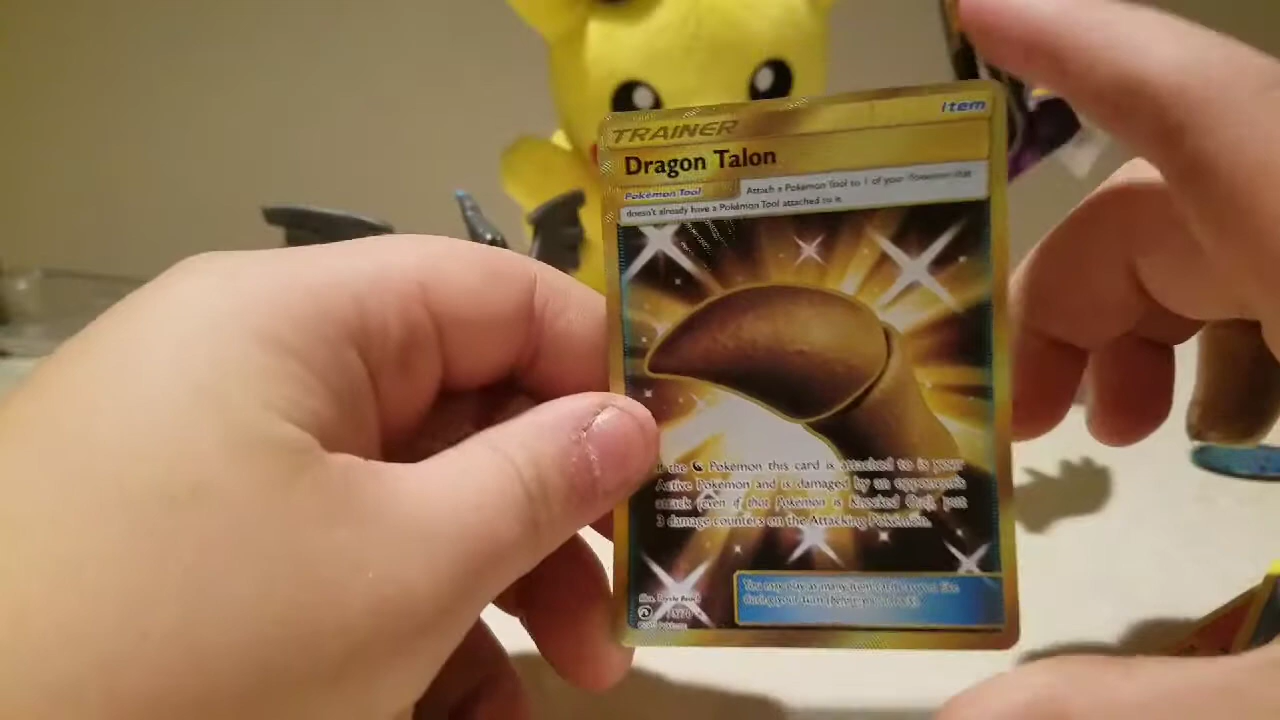 Item
TRAINER
Dragon Talon
Pokémon Tool
Attach a Pokémon Tool to 1 of your Pokémon that
doesn't already have a Pokémon Tool attached to it.
If the Pokémon this card is attached to is your
Active Pokémon and is damaged by an opponent's
attack (even if that Pokémon is Knocked Out), put
3 damage counters on the Attacking Pokémon.
You may play as many Item cards as you like
during your turn (before your attack).
Illus.